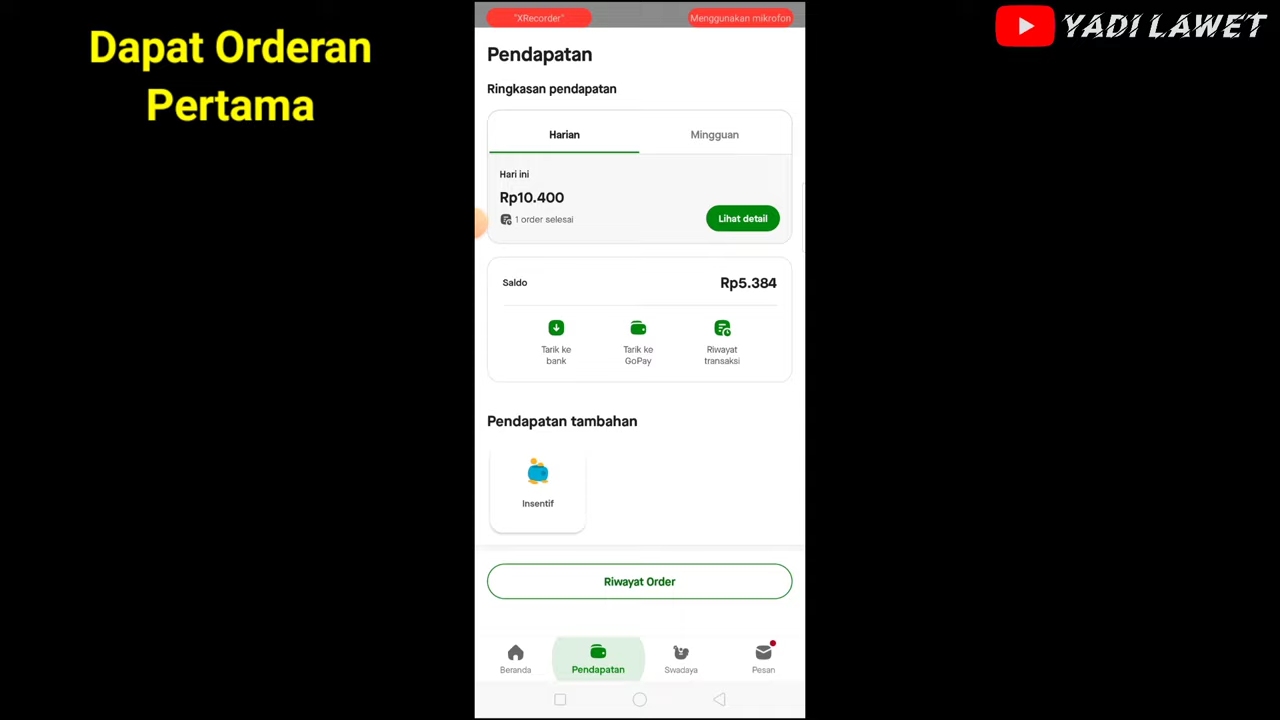 Dapat Orderan
Pertama
"XRecorder"
Menggunakan mikrofon
YADI LAWET
Pendapatan
Ringkasan pendapatan
Harian
Mingguan
Hari ini
Rp10.400
1 order selesai
Lihat detail
Saldo
Rp5.384
Tarik ke
bank
Tarik ke
GoPay
Riwayat
transaksi
Pendapatan tambahan
Insentif
Riwayat Order
Beranda
Pendapatan
Swadaya
Pesan